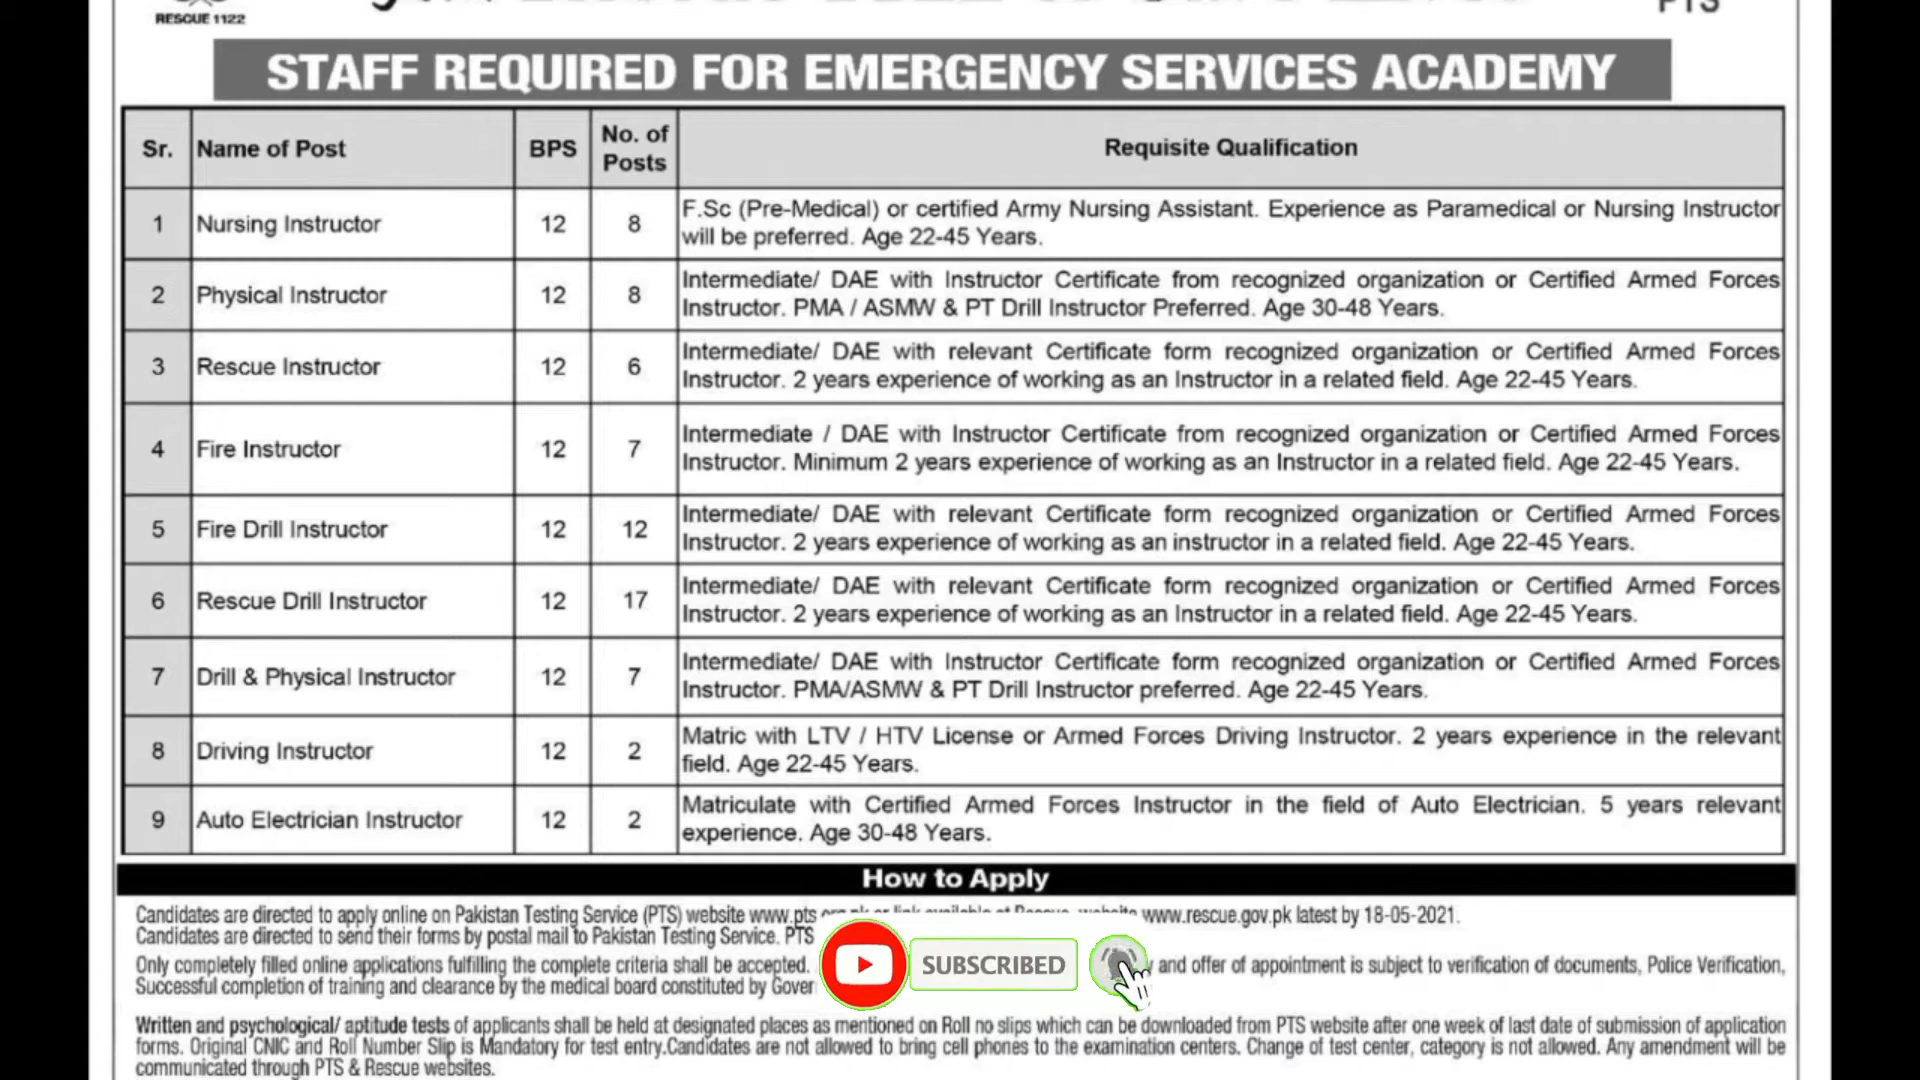 RESCUE 1122
PTS
STAFF REQUIRED FOR EMERGENCY SERVICES ACADEMY
Sr. Name of Post BPS No. of Posts Requisite Qualification
1 Nursing Instructor 12 8 F.Sc (Pre-Medical) or certified Army Nursing Assistant. Experience as Paramedical or Nursing Instructor
will be preferred. Age 22-45 Years.
2 Physical Instructor 12 8 Intermediate/ DAE with Instructor Certificate from recognized organization or Certified Armed Forces
Instructor. PMA / ASMW & PT Drill Instructor Preferred. Age 30-48 Years.
3 Rescue Instructor 12 6 Intermediate/ DAE with relevant Certificate form recognized organization or Certified Armed Forces
Instructor. 2 years experience of working as an Instructor in a related field. Age 22-45 Years.
4 Fire Instructor 12 7 Intermediate / DAE with Instructor Certificate from recognized organization or Certified Armed Forces
Instructor. Minimum 2 years experience of working as an Instructor in a related field. Age 22-45 Years.
5 Fire Drill Instructor 12 12 Intermediate/ DAE with relevant Certificate form recognized organization or Certified Armed Forces
Instructor. 2 years experience of working as an instructor in a related field. Age 22-45 Years.
6 Rescue Drill Instructor 12 17 Intermediate/ DAE with relevant Certificate form recognized organization or Certified Armed Forces
Instructor. 2 years experience of working as an Instructor in a related field. Age 22-45 Years.
7 Drill & Physical Instructor 12 7 Intermediate/ DAE with Instructor Certificate form recognized organization or Certified Armed Forces
Instructor. PMA/ASMW & PT Drill Instructor preferred. Age 22-45 Years.
8 Driving Instructor 12 2 Matric with LTV / HTV License or Armed Forces Driving Instructor. 2 years experience in the relevant
field. Age 22-45 Years.
9 Auto Electrician Instructor 12 2 Matriculate with Certified Armed Forces Instructor in the field of Auto Electrician. 5 years relevant
experience. Age 30-48 Years.
How to Apply
Candidates are directed to apply online on Pakistan Testing Service (PTS) website www.pts www.rescue.gov.pk latest by 18-05-2021.
Candidates are directed to send their forms by postal mail to Pakistan Testing Service. PTS
Only completely filled online applications fulfilling the complete criteria shall be accepted. and offer of appointment is subject to verification of documents, Police Verification,
Successful completion of training and clearance by the medical board constituted by Gover
SUBSCRIBED
Written and psychological/ aptitude tests of applicants shall be held at designated places as mentioned on Roll no slips which can be downloaded from PTS website after one week of last date of submission of application
forms. Original CNIC and Roll Number Slip is Mandatory for test entry.Candidates are not allowed to bring cell phones to the examination centers. Change of test center, category is not allowed. Any amendment will be
communicated through PTS & Rescue websites.